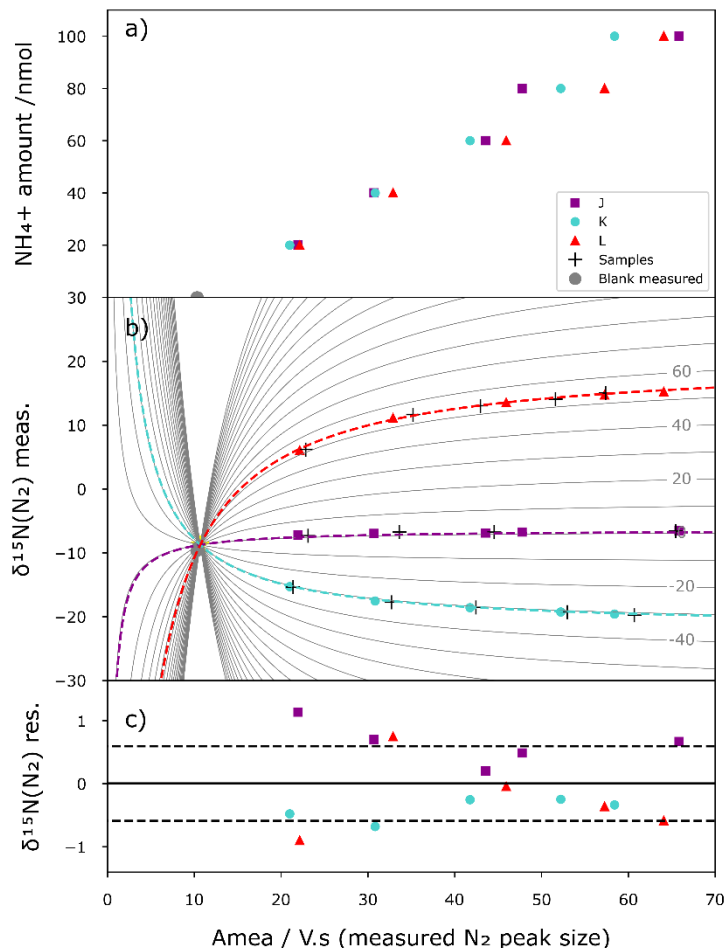 a)
NH₄+ amount /nmol
100
80
60
40
20
J
K
L
Samples
Blank measured
b)
δ¹⁵N(N₂) meas.
30
20
10
0
−10
−20
−30
60
40
20
-20
-40
c)
δ¹⁵N(N₂) res.
1
0
−1
0
10
20
30
40
50
60
70
Amea / V.s (measured N₂ peak size)